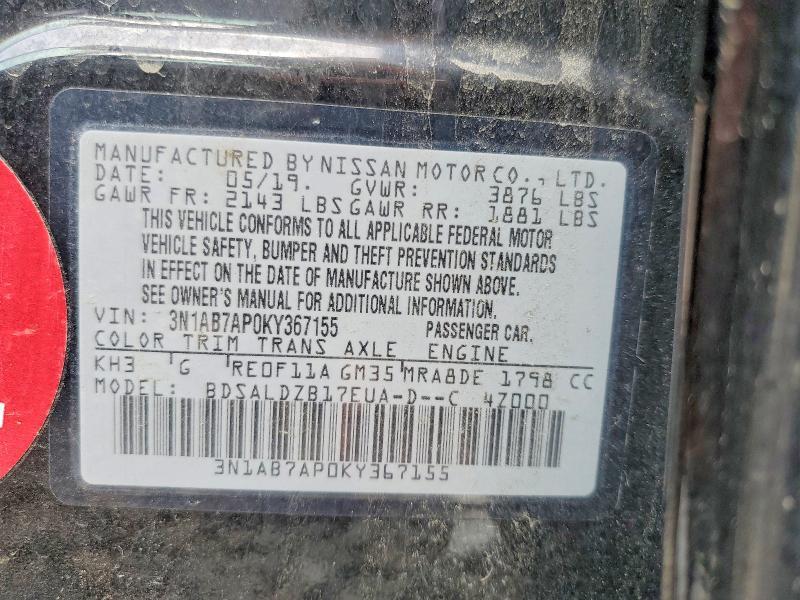 MANUFACTURED BY NISSAN MOTOR CO., LTD.
DATE: 05/19. GVWR: 3876 LBS
GAWR FR: 2143 LBS GAWR RR: 1881 LBS
THIS VEHICLE CONFORMS TO ALL APPLICABLE FEDERAL MOTOR
VEHICLE SAFETY, BUMPER AND THEFT PREVENTION STANDARDS
IN EFFECT ON THE DATE OF MANUFACTURE SHOWN ABOVE.
SEE OWNER'S MANUAL FOR ADDITIONAL INFORMATION.
VIN: 3N1AB7AP0KY367155 PASSENGER CAR.
COLOR TRIM TRANS AXLE ENGINE
KH3 G RE0F11A GM35 MRA8DE 1798 CC
MODEL: BDSALDZB17EUA-D--C 4Z000
3N1AB7AP0KY367155